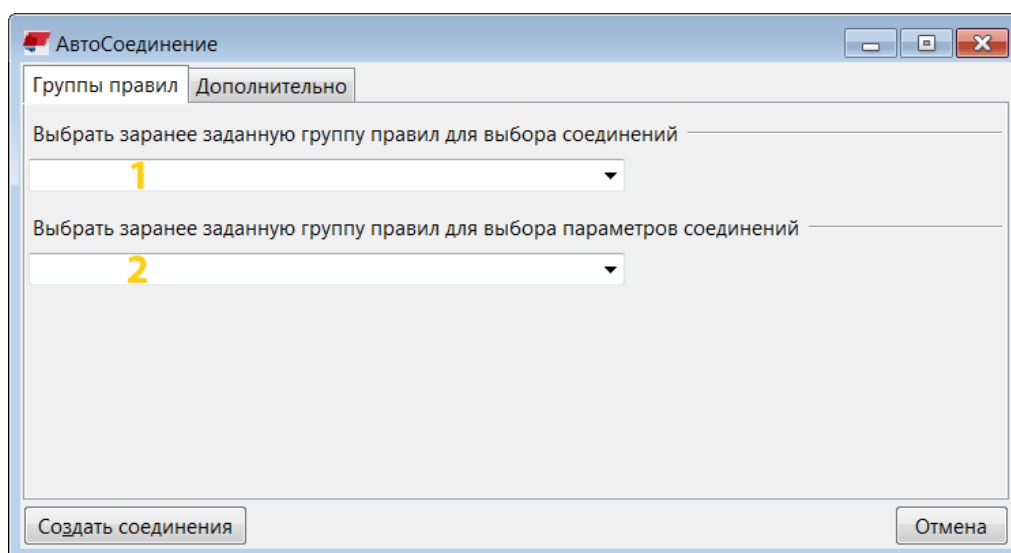 АвтоСоединение
Группы правил Дополнительно
Выбрать заранее заданную группу правил для выбора соединений
1
Выбрать заранее заданную группу правил для выбора параметров соединений
2
Создать соединения Отмена